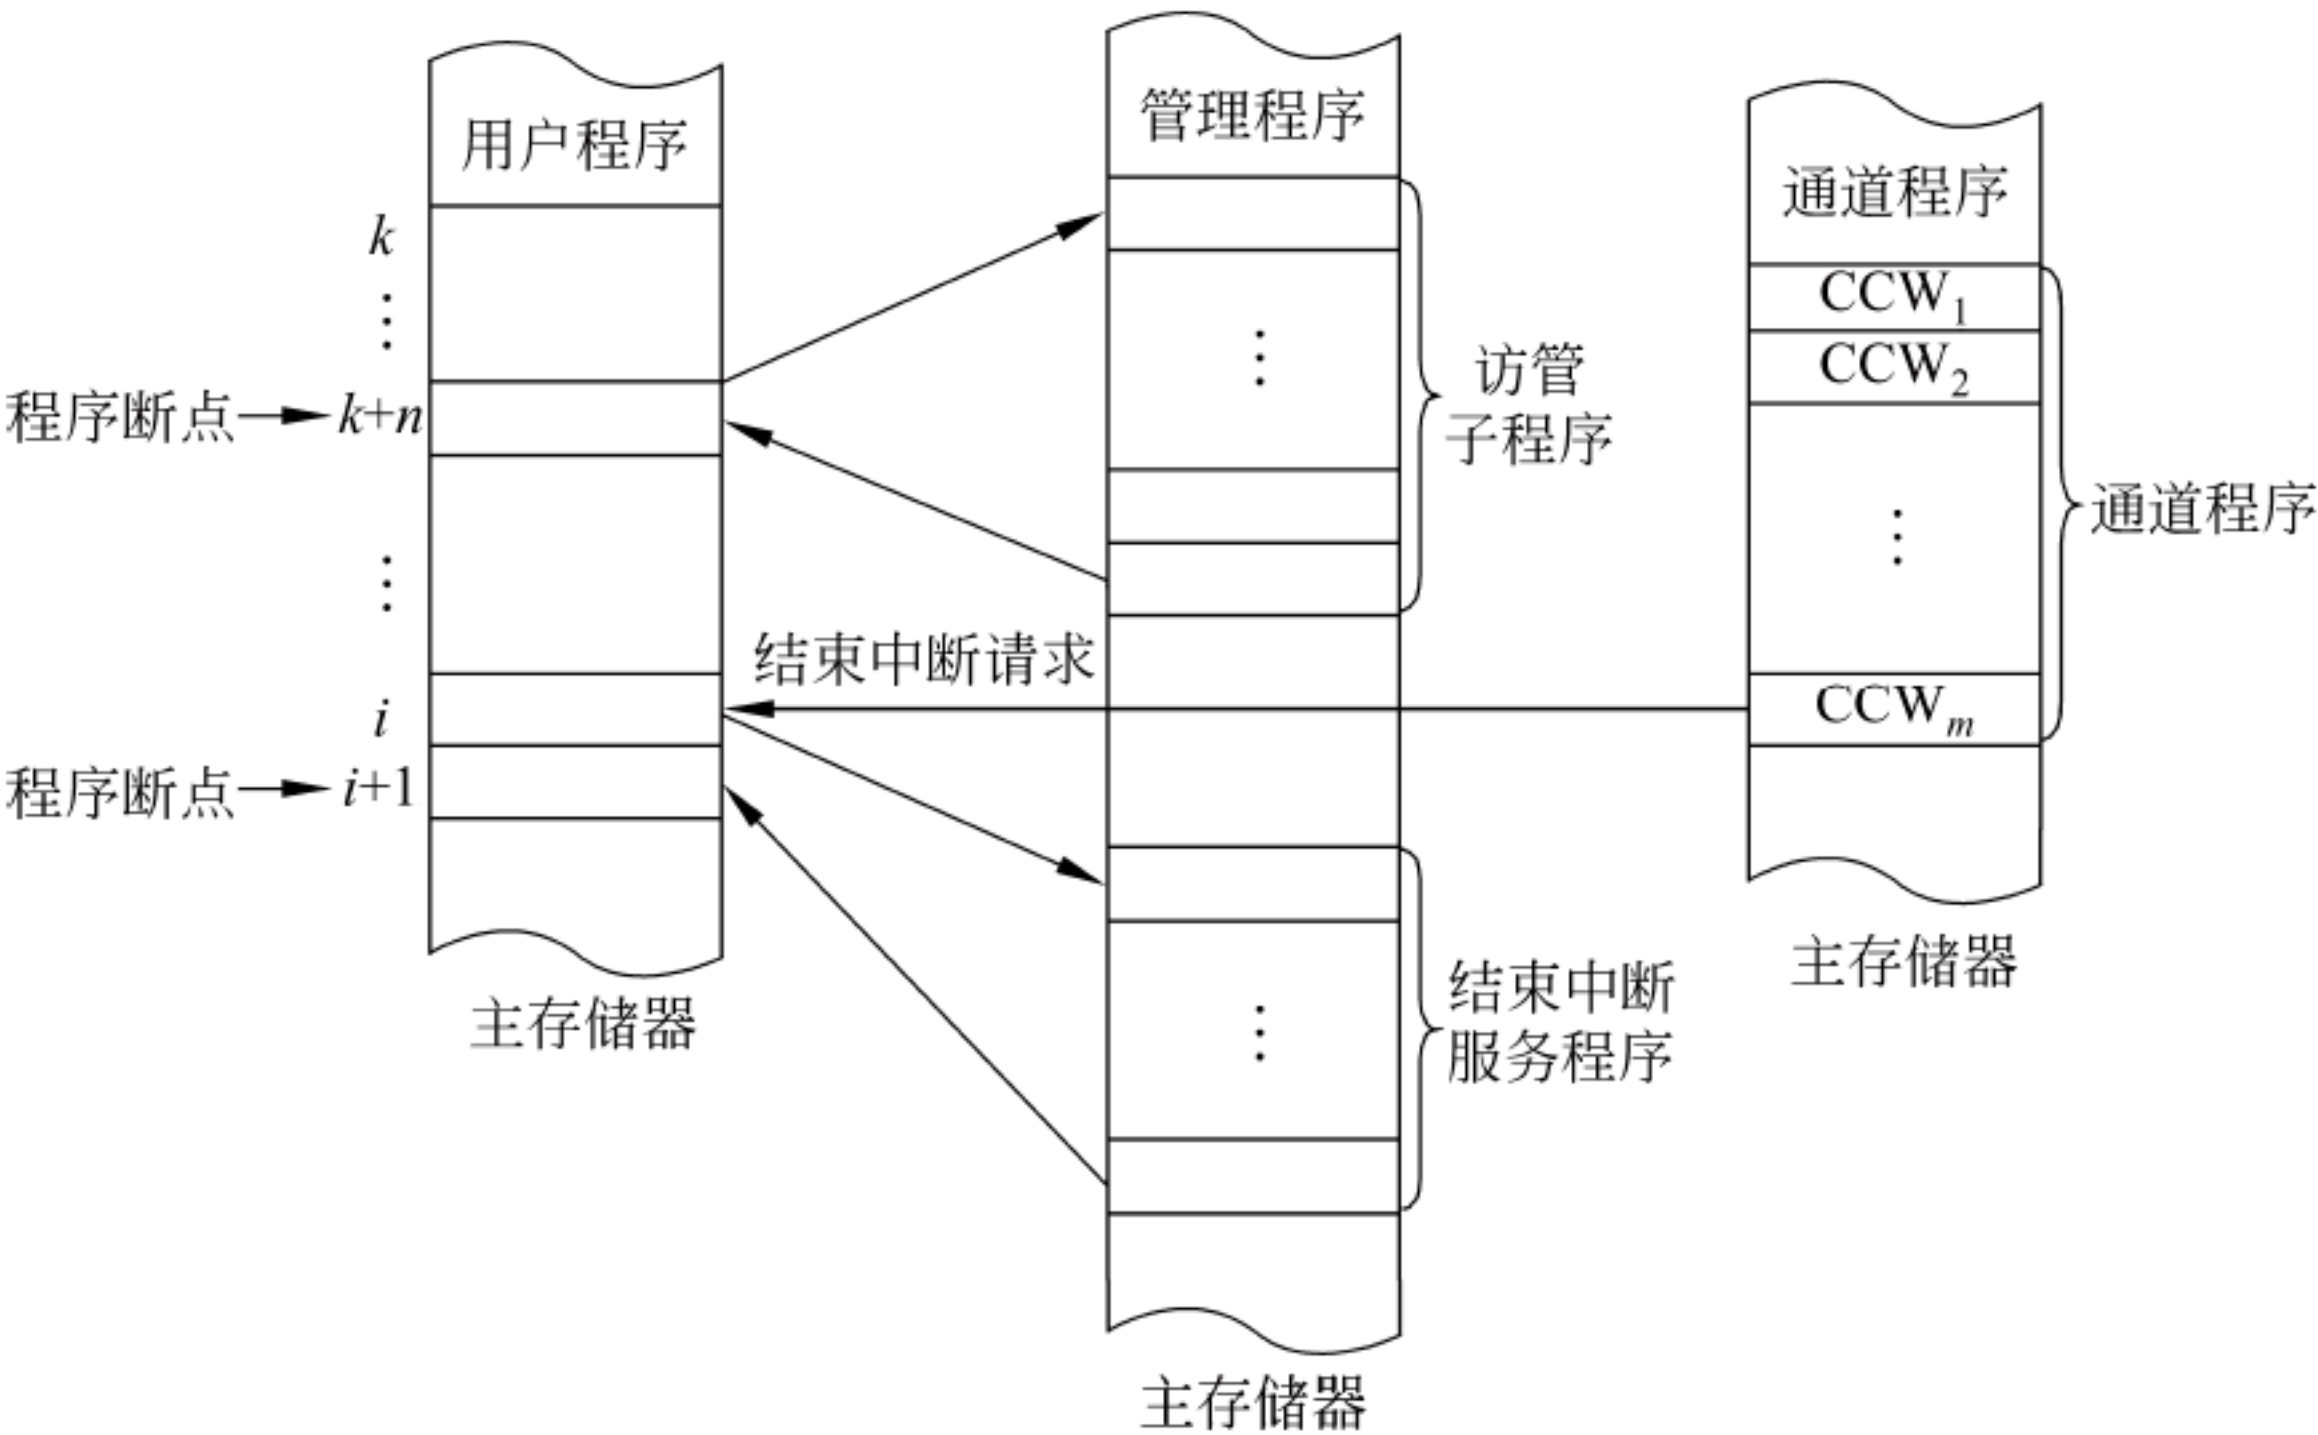 用户程序
k
⋮
程序断点
k+n
⋮
i
程序断点
i+1
主存储器
管理程序
⋮
访管
子程序
结束中断请求
⋮
结束中断
服务程序
主存储器
通道程序
CCW1
CCW2
⋮
CCWm
通道程序
主存储器